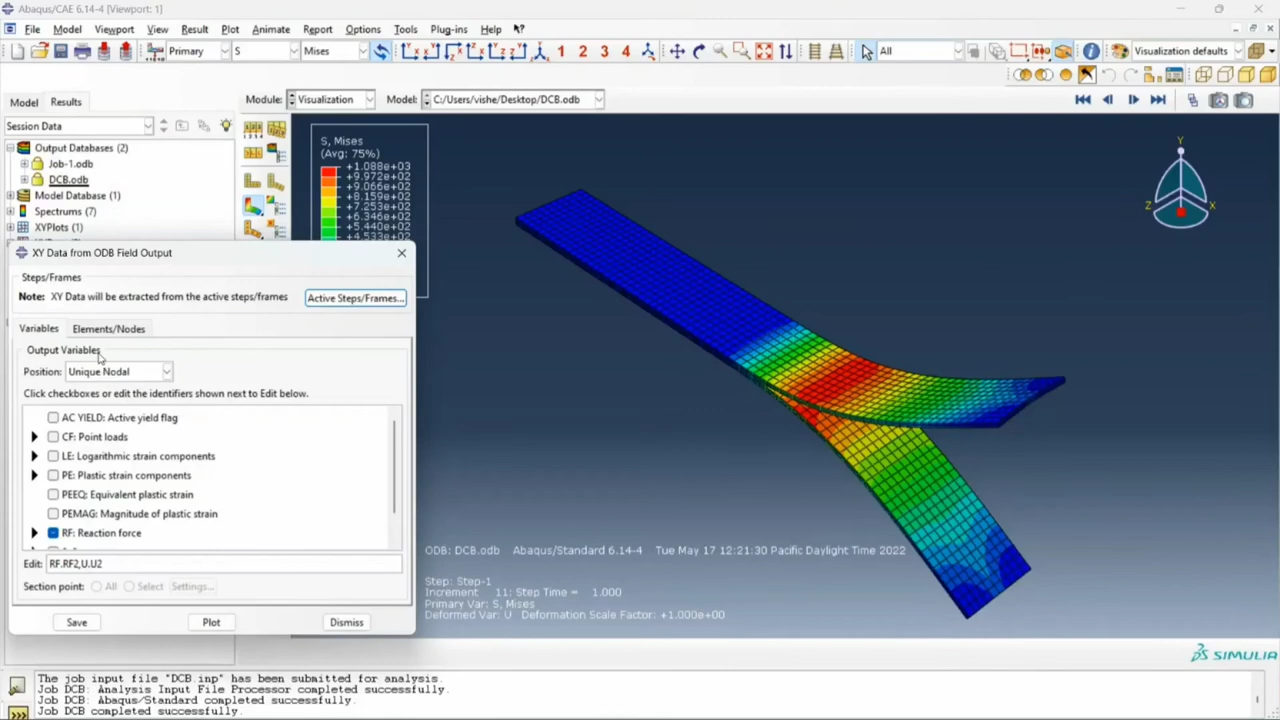 Abaqus/CAE 6.14-4 [Viewport: 1]
File Model Viewport View Result Plot Animate Report Options Tools Plug-ins Help
Primary S Mises 1 2 3 4 All Visualization defaults
Model Results
Module: Visualization Model: C:/Users/vishe/Desktop/DCB.odb
Session Data
Output Databases (2)
Job-1.odb
DCB.odb
Model Database (1)
Spectrums (7)
XYPlots (1)
S, Mises
(Avg: 75%)
+1.088e+03
+9.972e+02
+9.066e+02
+8.159e+02
+7.253e+02
+6.346e+02
+5.440e+02
+4.533e+02
Y
Z X
XY Data from ODB Field Output
Steps/Frames
Note: XY Data will be extracted from the active steps/frames Active Steps/Frames...
Variables Elements/Nodes
Output Variables
Position: Unique Nodal
Click checkboxes or edit the identifiers shown next to Edit below.
AC YIELD: Active yield flag
CF: Point loads
LE: Logarithmic strain components
PE: Plastic strain components
PEEQ: Equivalent plastic strain
PEMAG: Magnitude of plastic strain
RF: Reaction force
Edit: RF.RF2,U.U2
Section point: All Select Settings...
Save Plot Dismiss
ODB: DCB.odb Abaqus/Standard 6.14-4 Tue May 17 12:21:30 Pacific Daylight Time 2022
Step: Step-1
Increment 11: Step Time = 1.000
Primary Var: S, Mises
Deformed Var: U Deformation Scale Factor: +1.000e+00
SIMULIA
The job input file "DCB.inp" has been submitted for analysis.
Job DCB: Analysis Input File Processor completed successfully.
Job DCB: Abaqus/Standard completed successfully.
Job DCB completed successfully.